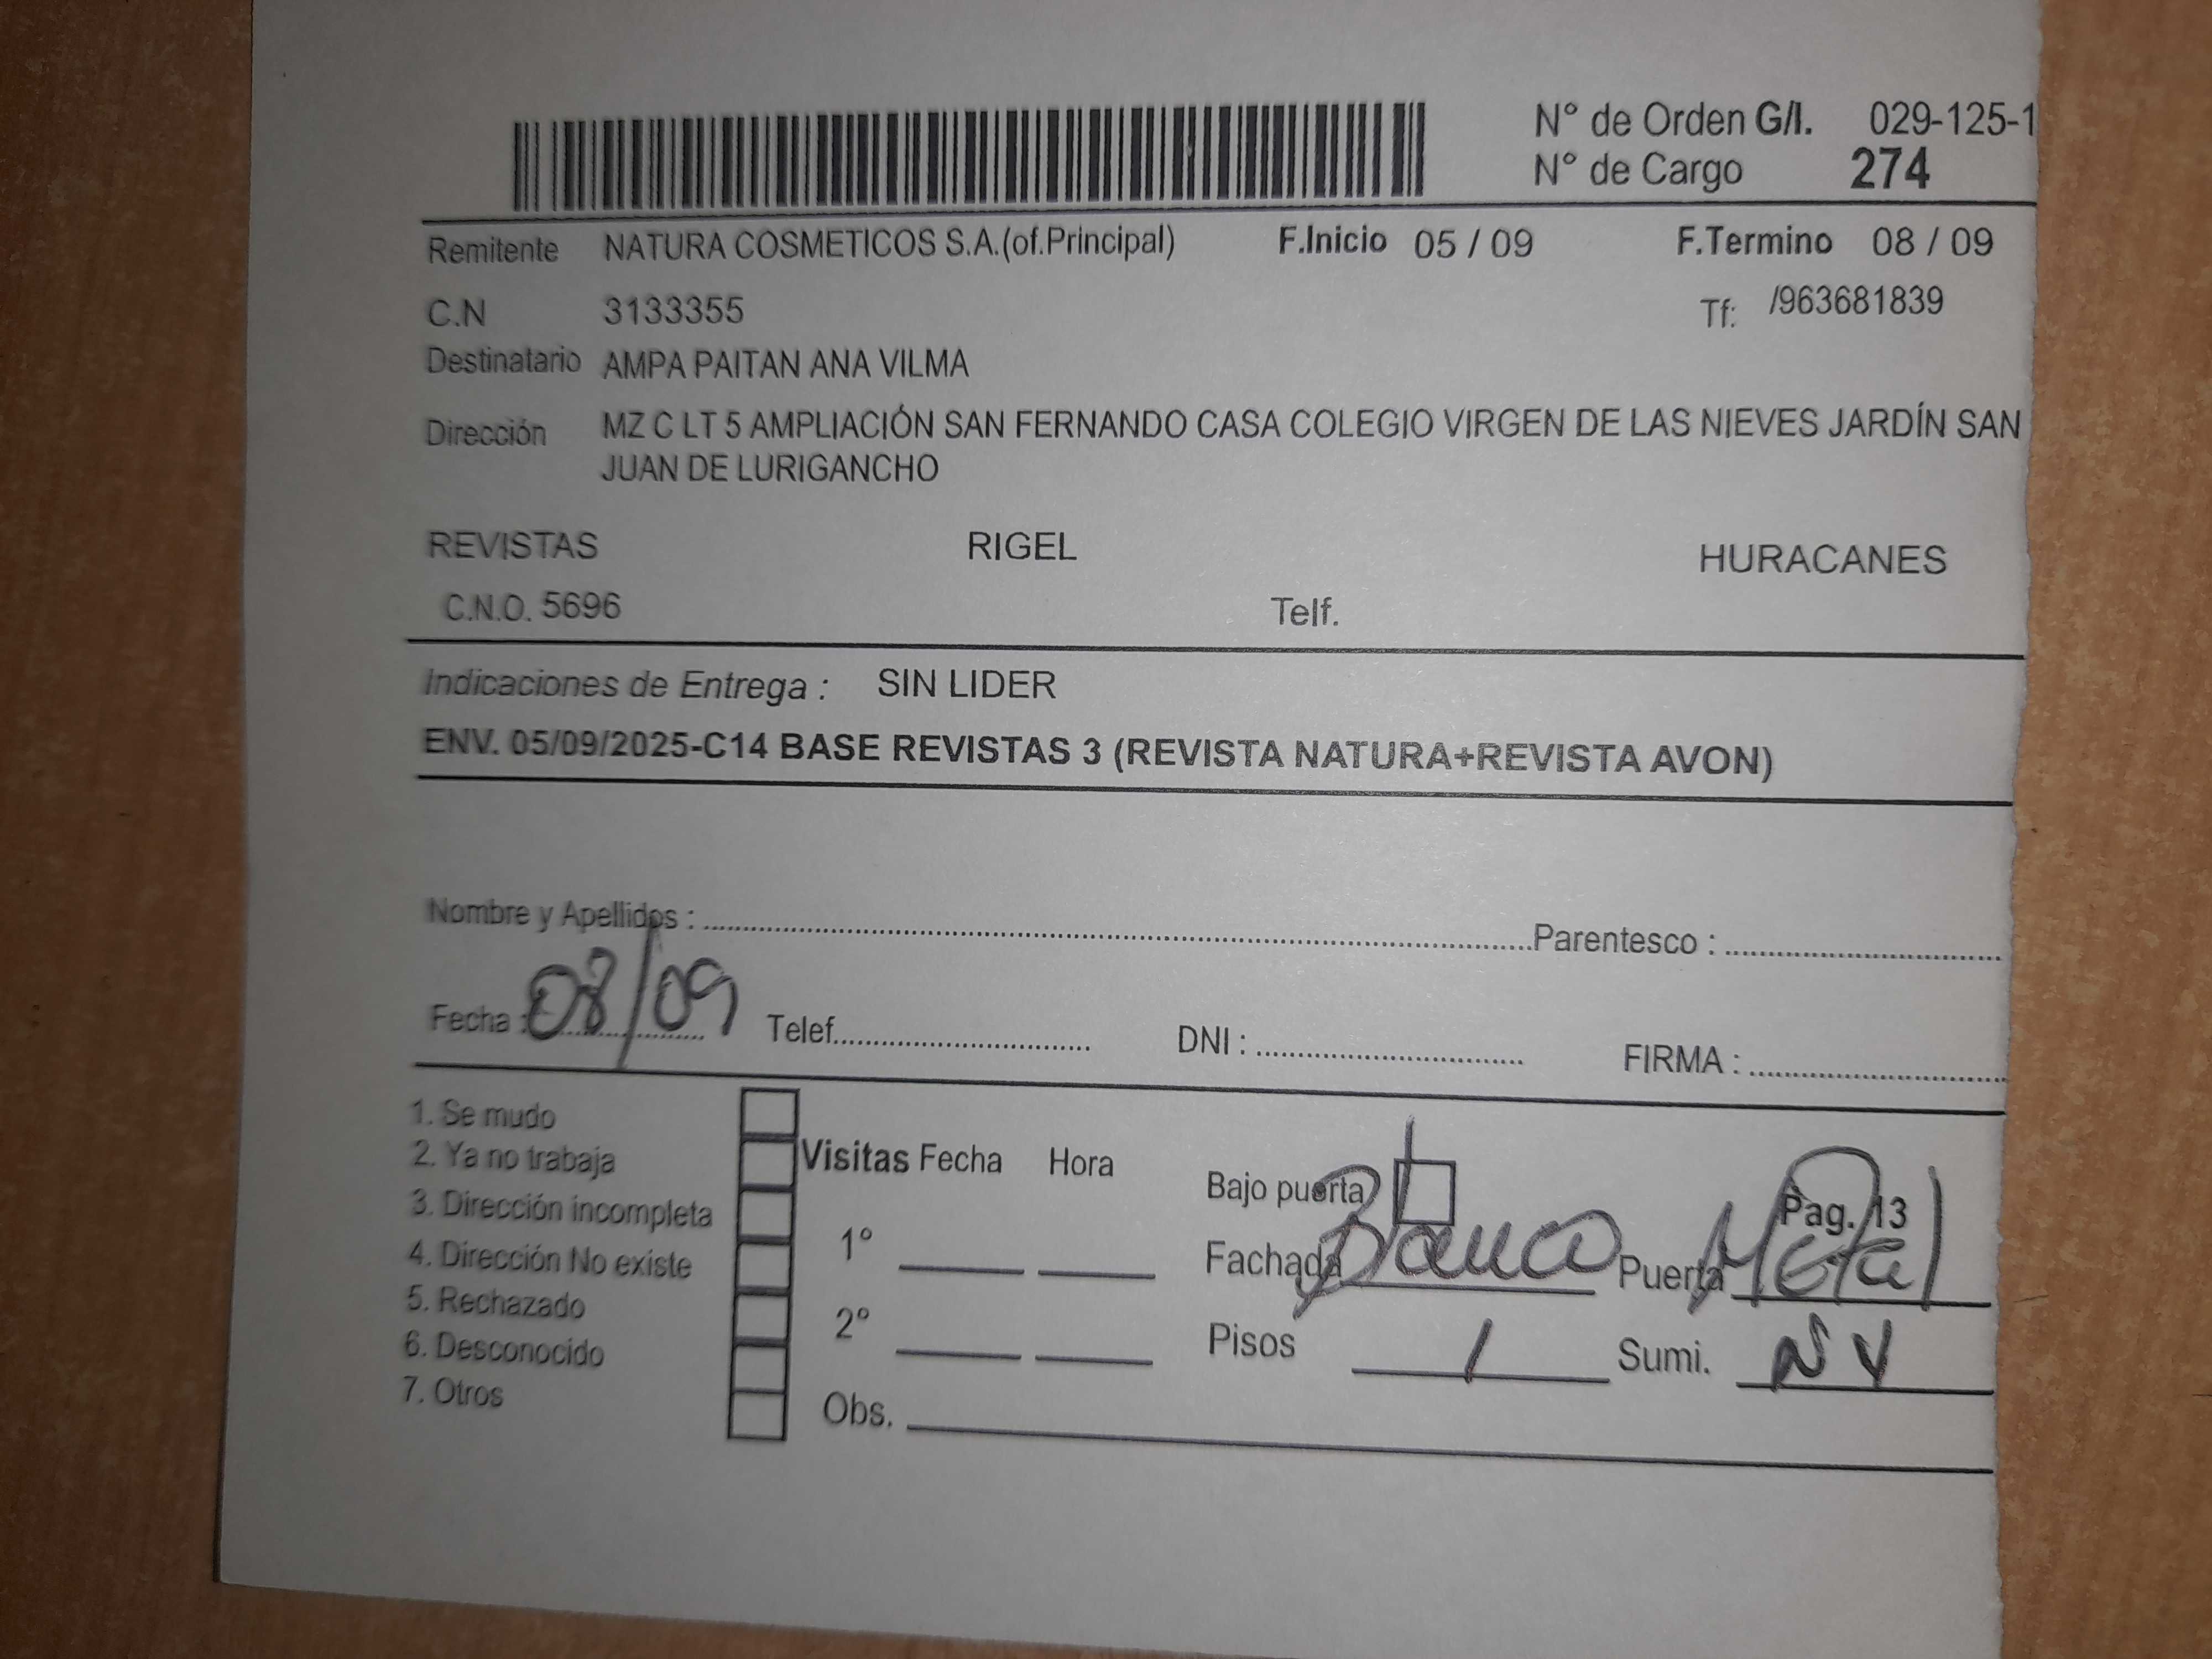 N° de Orden G/I. 029-125-1
N° de Cargo 274
Remitente NATURA COSMETICOS S.A.(of.Principal) F.Inicio 05 / 09 F.Termino 08 / 09
C.N 3133355 Tf: /963681839
Destinatario AMPA PAITAN ANA VILMA
Dirección MZ C LT 5 AMPLIACIÓN SAN FERNANDO CASA COLEGIO VIRGEN DE LAS NIEVES JARDÍN SAN
JUAN DE LURIGANCHO
REVISTAS RIGEL HURACANES
C.N.O. 5696 Telf.
Indicaciones de Entrega : SIN LIDER
ENV. 05/09/2025-C14 BASE REVISTAS 3 (REVISTA NATURA+REVISTA AVON)
Nombre y Apellidos : Parentesco :
Fecha : 08/09 Telef. DNI : FIRMA :
1. Se mudo
2. Ya no trabaja
3. Dirección incompleta
4. Dirección No existe
5. Rechazado
6. Desconocido
7. Otros
Visitas Fecha Hora
1°
2°
Obs.
Bajo puerta Pag. 13
Fachada Blanco Puerta Metal
Pisos 1 Sumi. N V